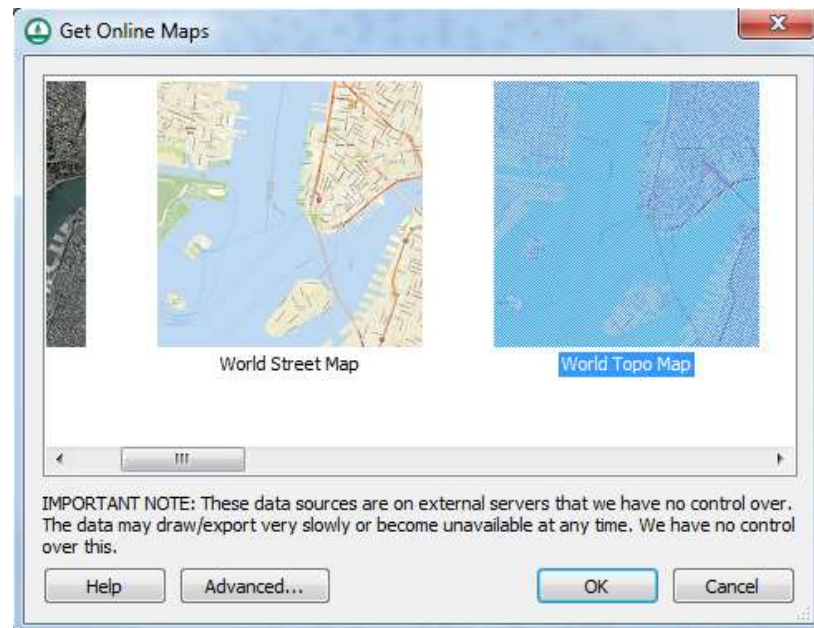 Get Online Maps
World Street Map
World Topo Map
IMPORTANT NOTE: These data sources are on external servers that we have no control over.
The data may draw/export very slowly or become unavailable at any time. We have no control
over this.
Help
Advanced...
OK
Cancel